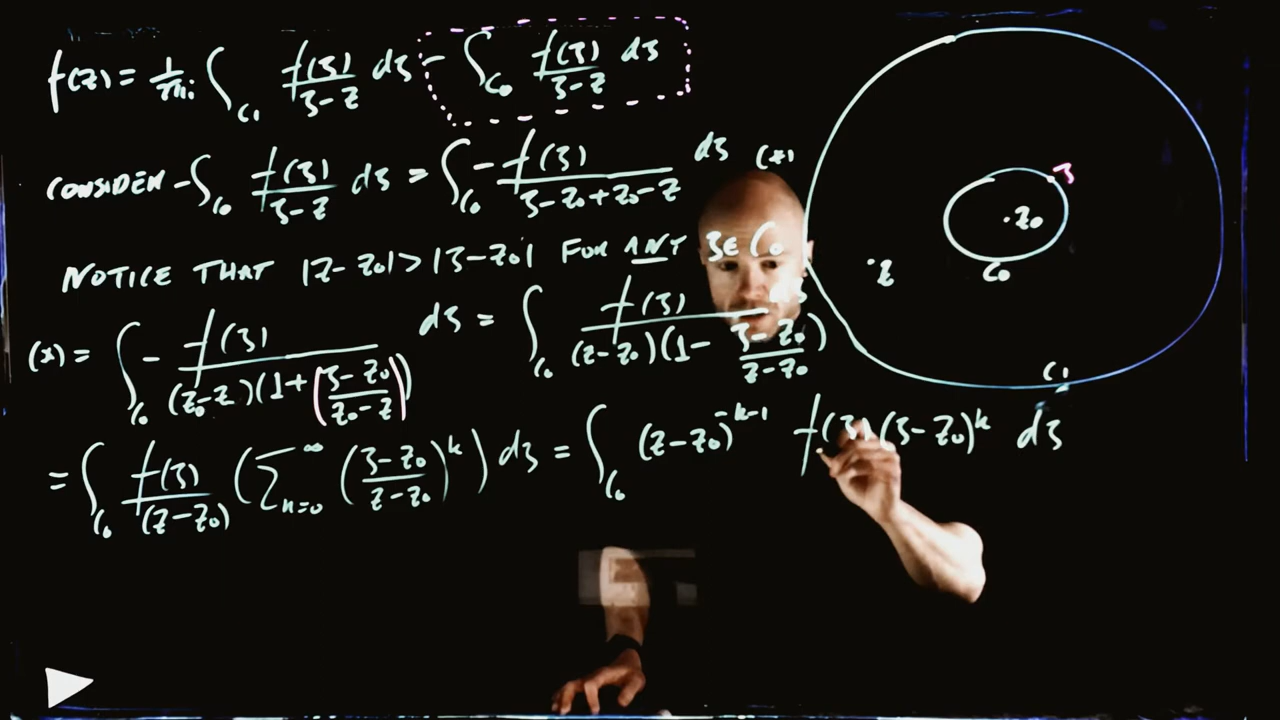 f(z) = 1/2πi ∫_{C₁} f(ζ)/(ζ-z) dζ - ∫_{C₀} f(ζ)/(ζ-z) dζ
CONSIDER -∫_{C₀} f(ζ)/(ζ-z) dζ = ∫_{C₀} -f(ζ)/(ζ-z₀+z₀-z) dζ (*)
NOTICE THAT |z-z₀| > |ζ-z₀| FOR ANY ζ∈C₀
(*) = ∫_{C₀} - f(ζ)/((z₀-z)(1+(ζ-z₀)/(z₀-z))) dζ = ∫_{C₀} f(ζ)/((z-z₀)(1-(ζ-z₀)/(z-z₀))) dζ
= ∫_{C₀} f(ζ)/(z-z₀) (∑_{k=0}^∞ ((ζ-z₀)/(z-z₀))^k) dζ = ∫_{C₀} (z-z₀)^{-k-1} f(ζ)(ζ-z₀)^k dζ
ζ
z₀
C₀
z
C₁